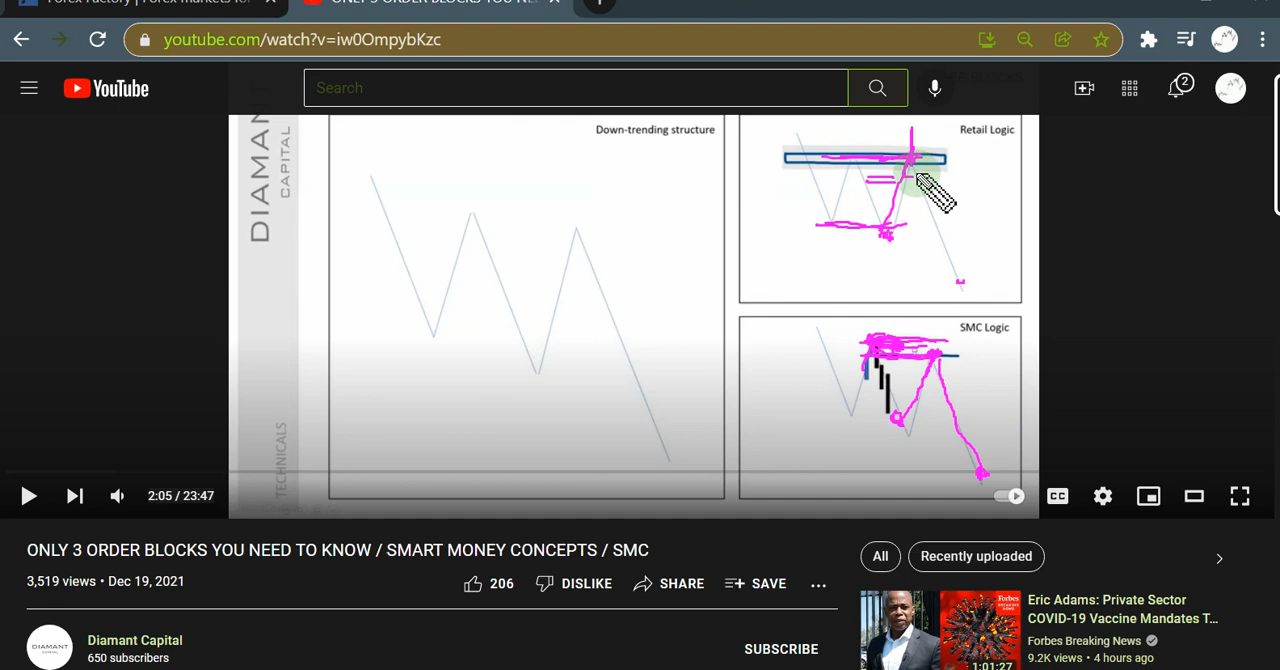 Forex Factory | Forex markets fo
ONLY 3 ORDER BLOCKS YOU NE
youtube.com/watch?v=iw0OmpybKzc
YouTube
Search
2
DIAMAN
CAPITAL
TECHNICALS
Down-trending structure
Retail Logic
SMC Logic
2:05 / 23:47
CC
ONLY 3 ORDER BLOCKS YOU NEED TO KNOW / SMART MONEY CONCEPTS / SMC
3,519 views • Dec 19, 2021
206
DISLIKE
SHARE
SAVE
DIAMANT
Diamant Capital
650 subscribers
SUBSCRIBE
All
Recently uploaded
Forbes
1:01:27
Eric Adams: Private Sector
COVID-19 Vaccine Mandates T...
Forbes Breaking News
9.2K views • 4 hours ago